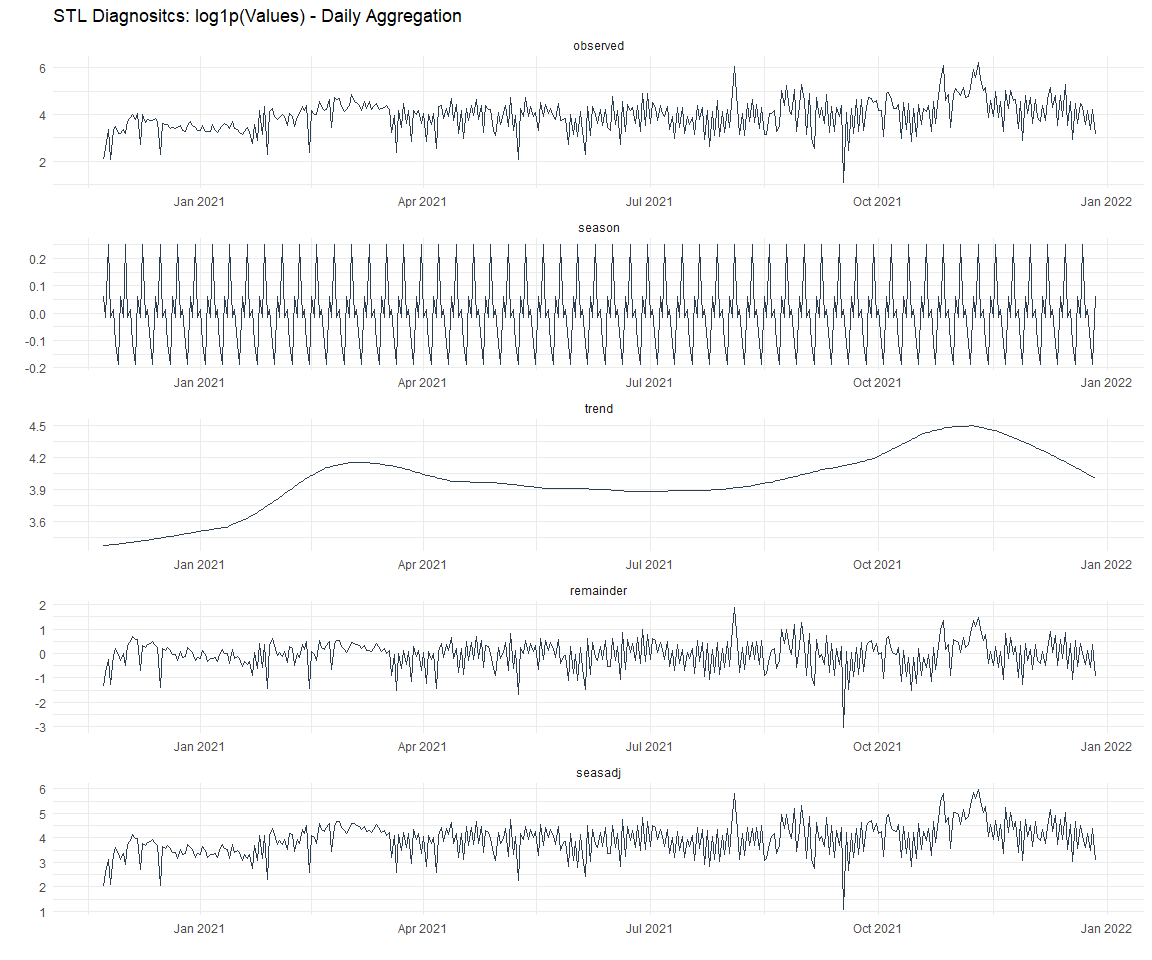 STL Diagnositcs: log1p(Values) - Daily Aggregation
observed
6
4
2
Jan 2021 Apr 2021 Jul 2021 Oct 2021 Jan 2022
season
0.2
0.1
0.0
-0.1
-0.2
Jan 2021 Apr 2021 Jul 2021 Oct 2021 Jan 2022
trend
4.5
4.2
3.9
3.6
Jan 2021 Apr 2021 Jul 2021 Oct 2021 Jan 2022
remainder
2
1
0
-1
-2
-3
Jan 2021 Apr 2021 Jul 2021 Oct 2021 Jan 2022
seasadj
6
5
4
3
2
1
Jan 2021 Apr 2021 Jul 2021 Oct 2021 Jan 2022